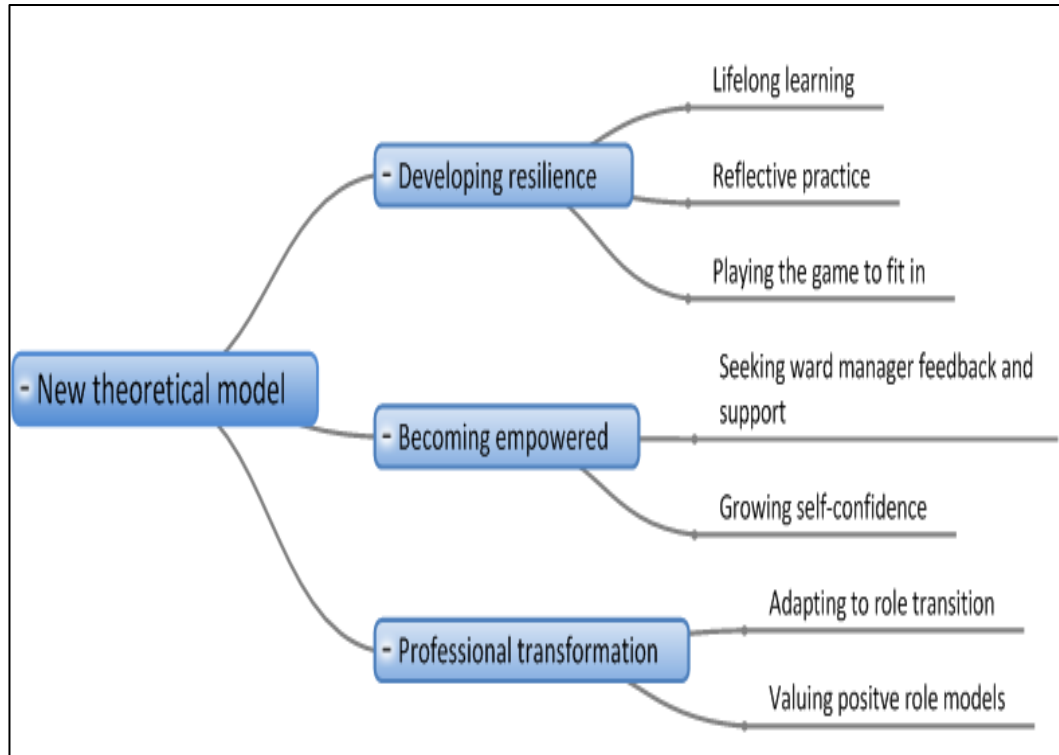 - New theoretical model
- Developing resilience
Lifelong learning
Reflective practice
Playing the game to fit in
- Becoming empowered
Seeking ward manager feedback and
support
Growing self-confidence
- Professional transformation
Adapting to role transition
Valuing positve role models